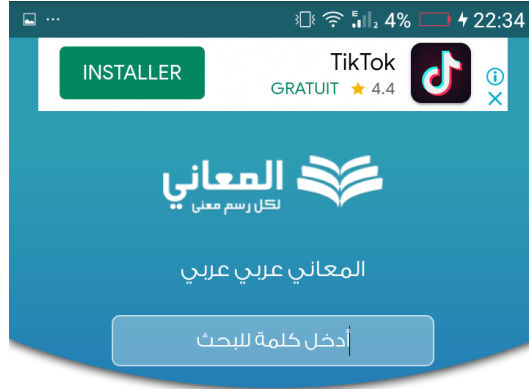 4% 22:34
INSTALLER
TikTok
GRATUIT ★ 4.4
المعاني
لكل رسم معنى
المعاني عربي عربي
أدخل كلمة للبحث